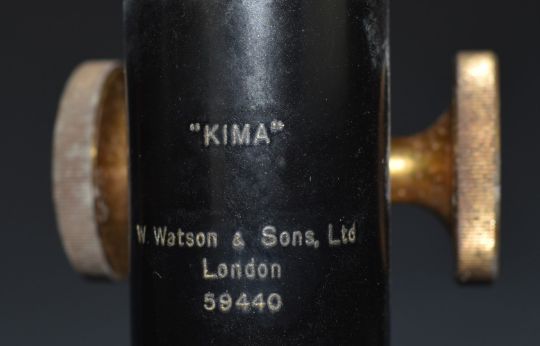 "KIMA"
W. Watson & Sons, Ltd
London
59440